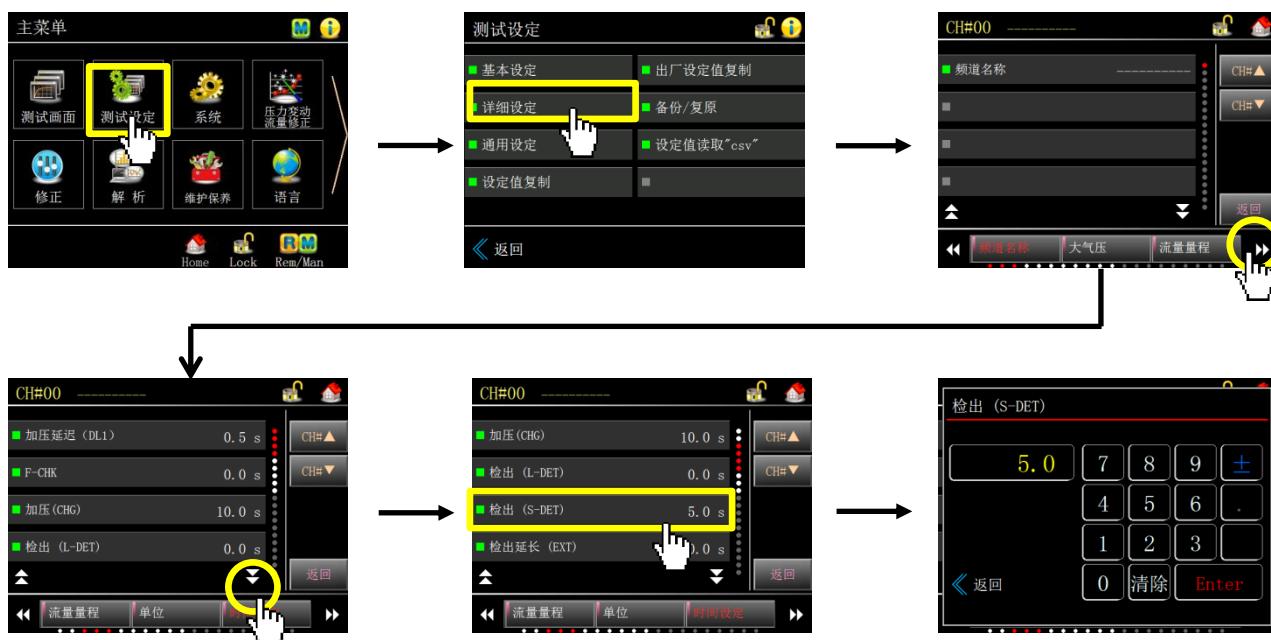 主菜单
测试画面 测试设定 系统 压力变动
流量修正
修正 解 析 维护保养 语言
Home Lock Rem/Man
测试设定
基本设定 出厂设定值复制
详细设定 备份/复原
通用设定 设定值读取"csv"
设定值复制
返回
CH#00 ----------
频道名称 ----------
CH#▲
CH#▼
返回
频道名称 大气压 流量量程
CH#00 ----------
加压延迟（DL1） 0.5 s CH#▲
F-CHK 0.0 s CH#▼
加压(CHG) 10.0 s
检出 (L-DET) 0.0 s
返回
流量量程 单位
CH#00 ----------
加压(CHG) 10.0 s CH#▲
检出 (L-DET) 0.0 s CH#▼
检出 (S-DET) 5.0 s
检出延长 (EXT) 0.0 s
返回
流量量程 单位 时间设定
检出 (S-DET)
5.0 7 8 9 ±
4 5 6 .
1 2 3
返回 0 清除 Enter